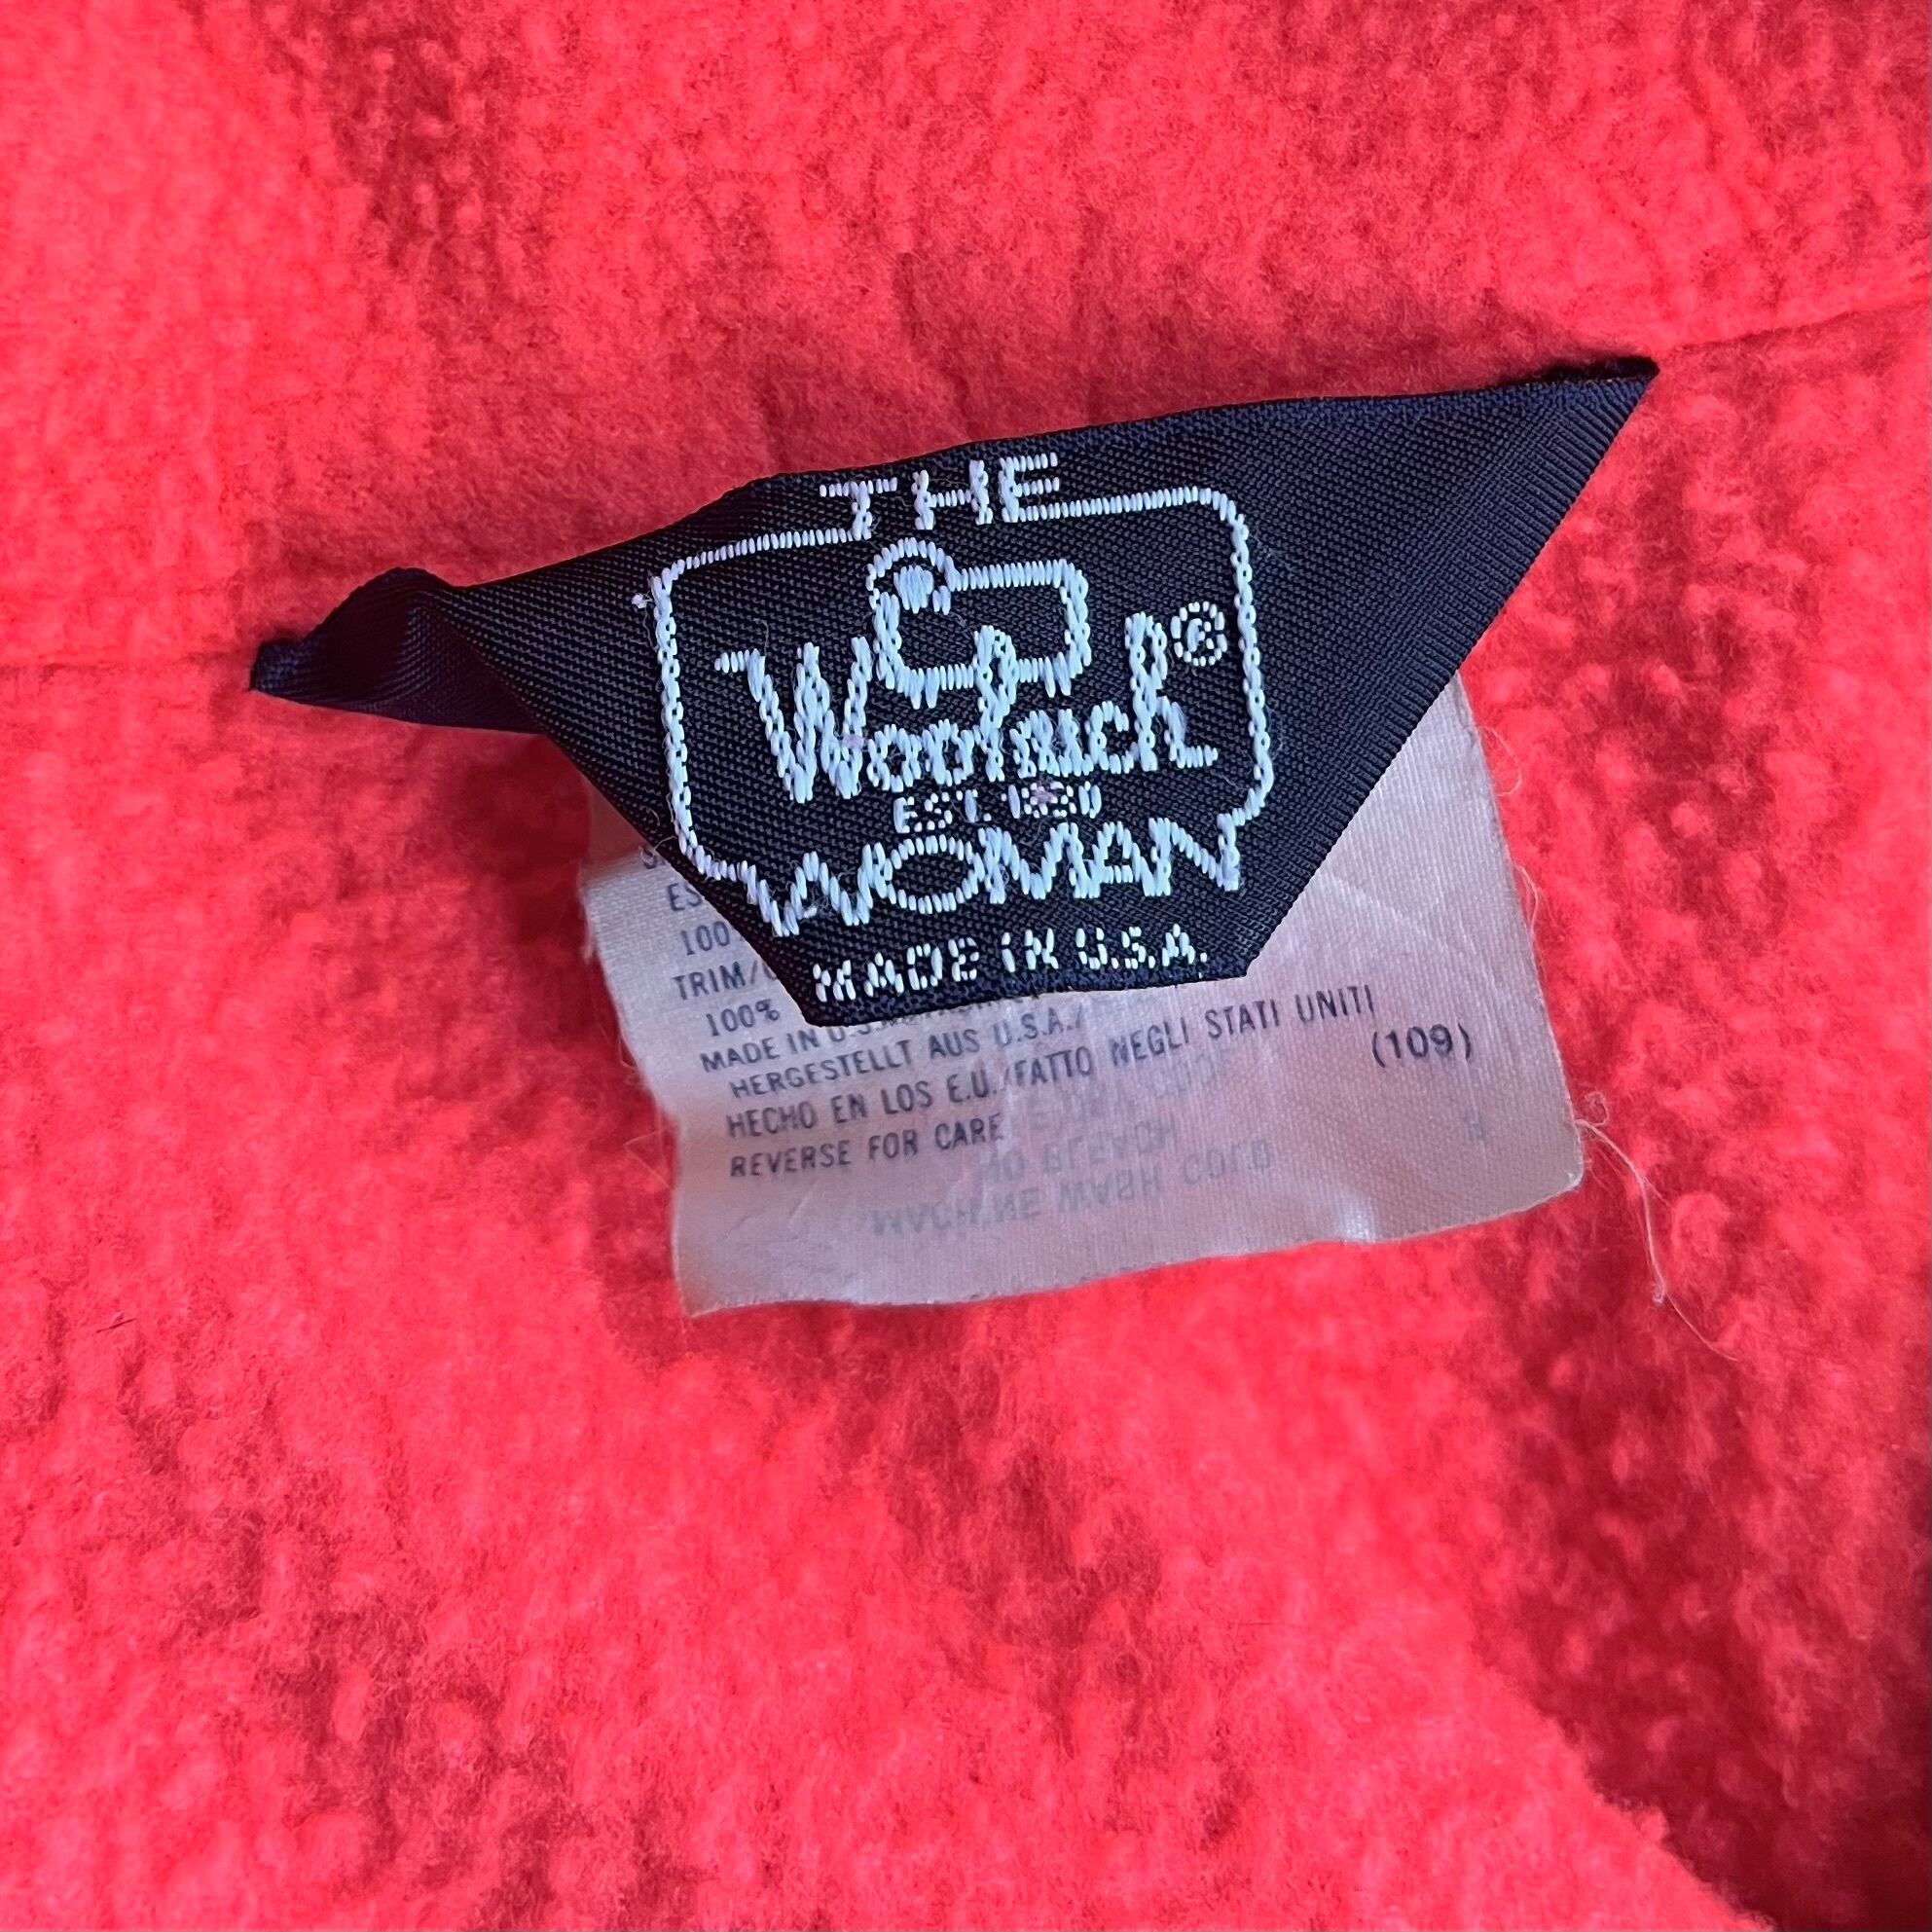 THE
Woolrich®
EST. 1830
WOMAN
MADE IN U.S.A.
100
TRIM/
100%
MADE IN U.S.A.
HERGESTELLT AUS U.S.A./
HECHO EN LOS E.U./FATTO NEGLI STATI UNITI
REVERSE FOR CARE
(109)
NO BLEACH
MACHINE WASH COLD